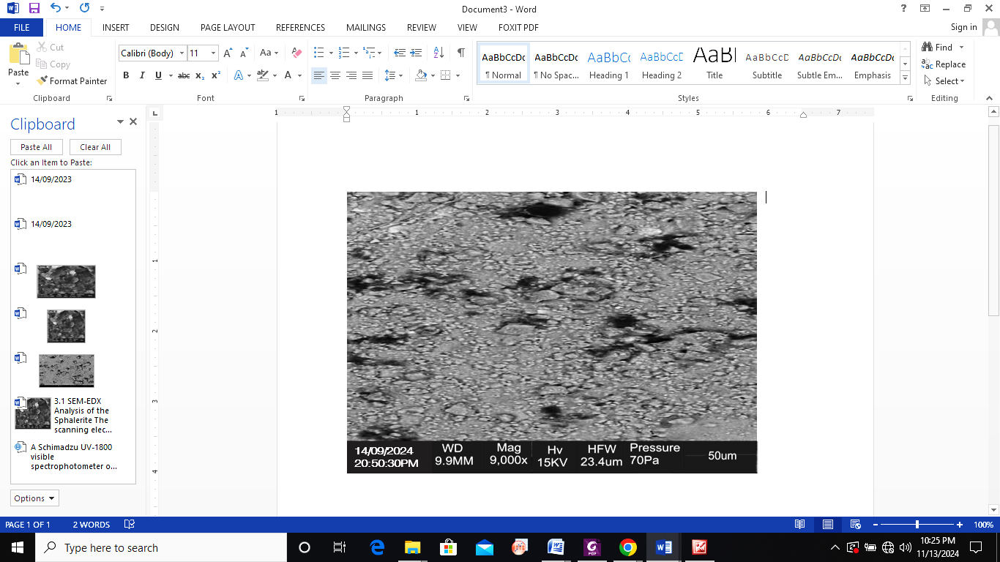 Document3 - Word
FILE HOME INSERT DESIGN PAGE LAYOUT REFERENCES MAILINGS REVIEW VIEW FOXIT PDF Sign in
Paste
Cut
Copy
Format Painter
Clipboard
Calibri (Body) 11
Font
Paragraph
AaBbCcDc AaBbCcDc AaBbCc AaBbCcD AaBl AaBbCcD AaBbCcDc AaBbCcDc
¶ Normal ¶ No Spac... Heading 1 Heading 2 Title Subtitle Subtle Em... Emphasis
Styles
Find
Replace
Select
Editing
Clipboard
Paste All Clear All
Click an Item to Paste:
14/09/2023
14/09/2023
3.1 SEM-EDX
Analysis of the
Sphalerite The
scanning elec...
A Schimadzu UV-1800
visible
spectrophotometer o...
Options
1 1 2 3 4 5 6 7
1
2
3
4
14/09/2024
20:50:30PM
WD
9.9MM
Mag
9,000x
Hv
15KV
HFW
23.4um
Pressure
70Pa
50um
PAGE 1 OF 1 2 WORDS 100%
Type here to search
10:25 PM
11/13/2024